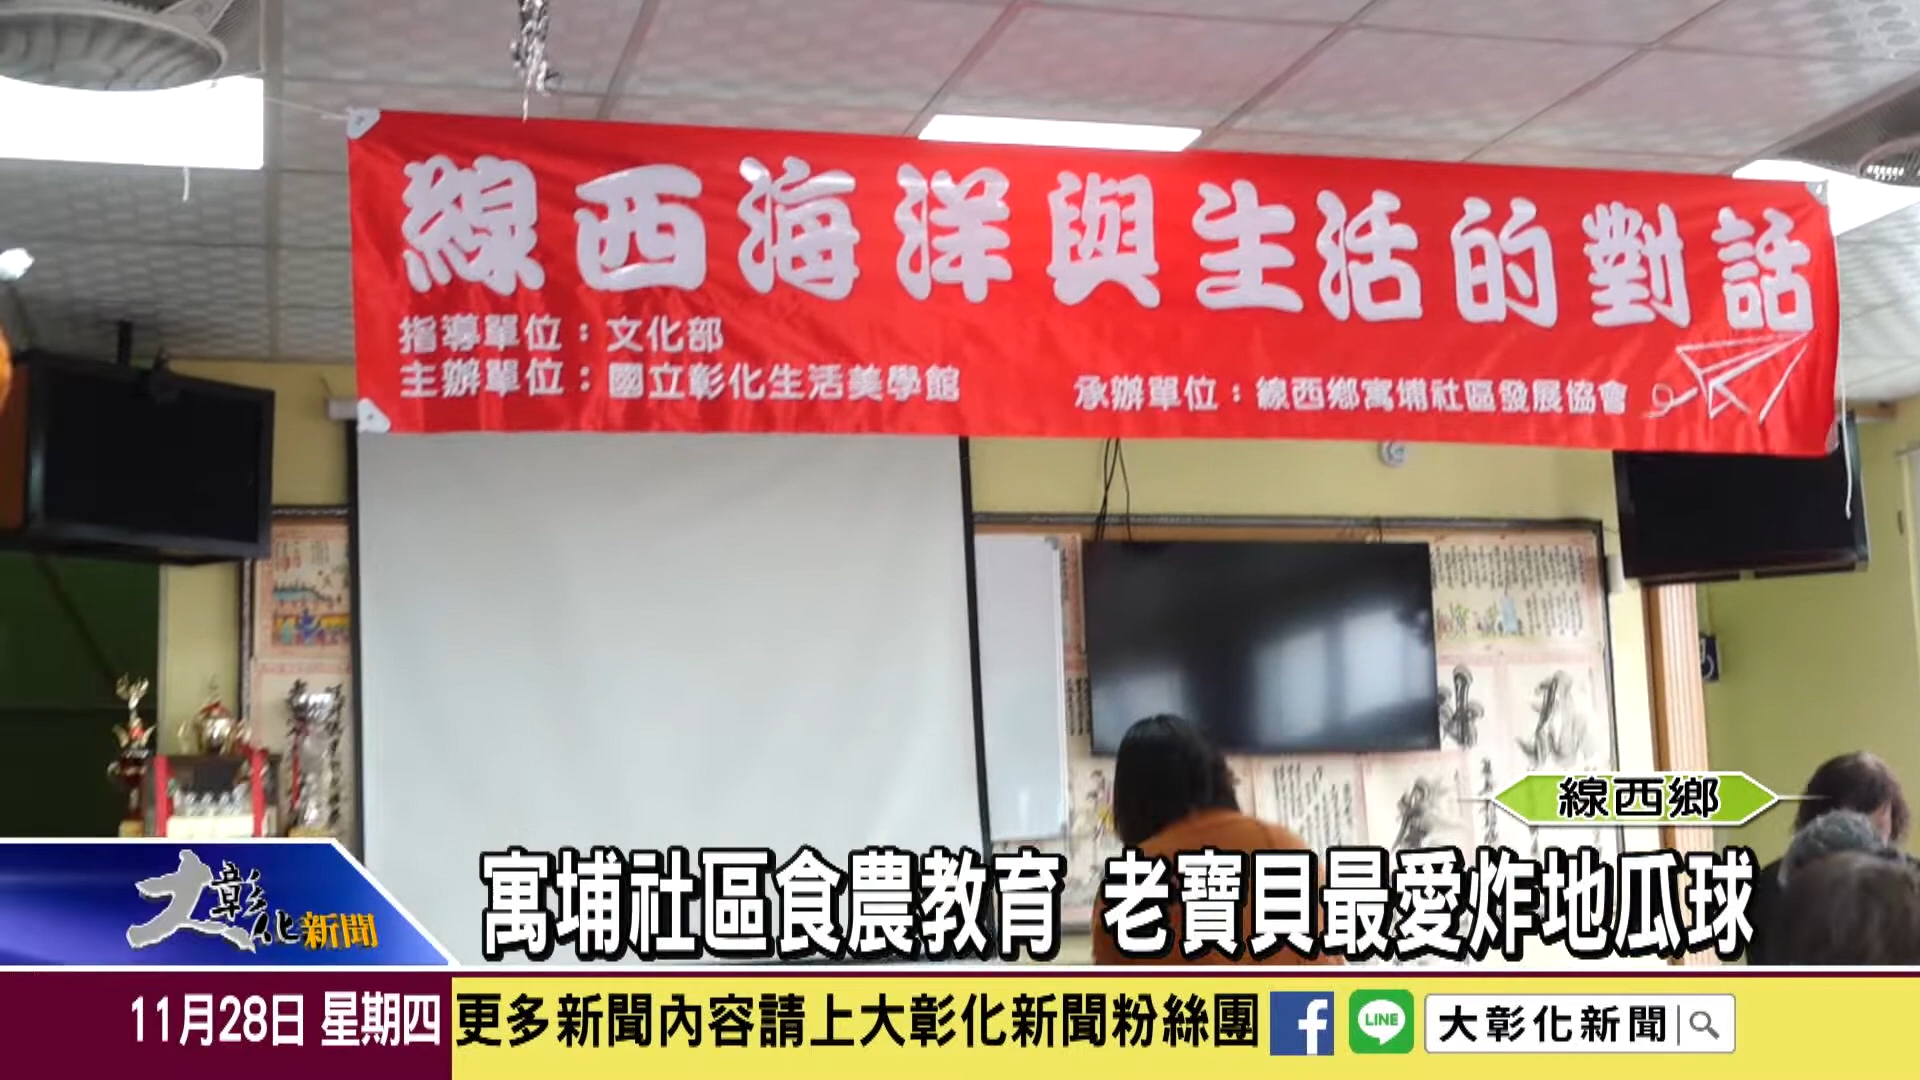 線西海洋與生活的對話
指導單位：文化部
主辦單位：國立彰化生活美學館
承辦單位：線西鄉寓埔社區發展協會
線西鄉
大彰化新聞
寓埔社區食農教育 老寶貝最愛炸地瓜球
11月28日 星期四
更多新聞內容請上大彰化新聞粉絲團
f
LINE
大彰化新聞